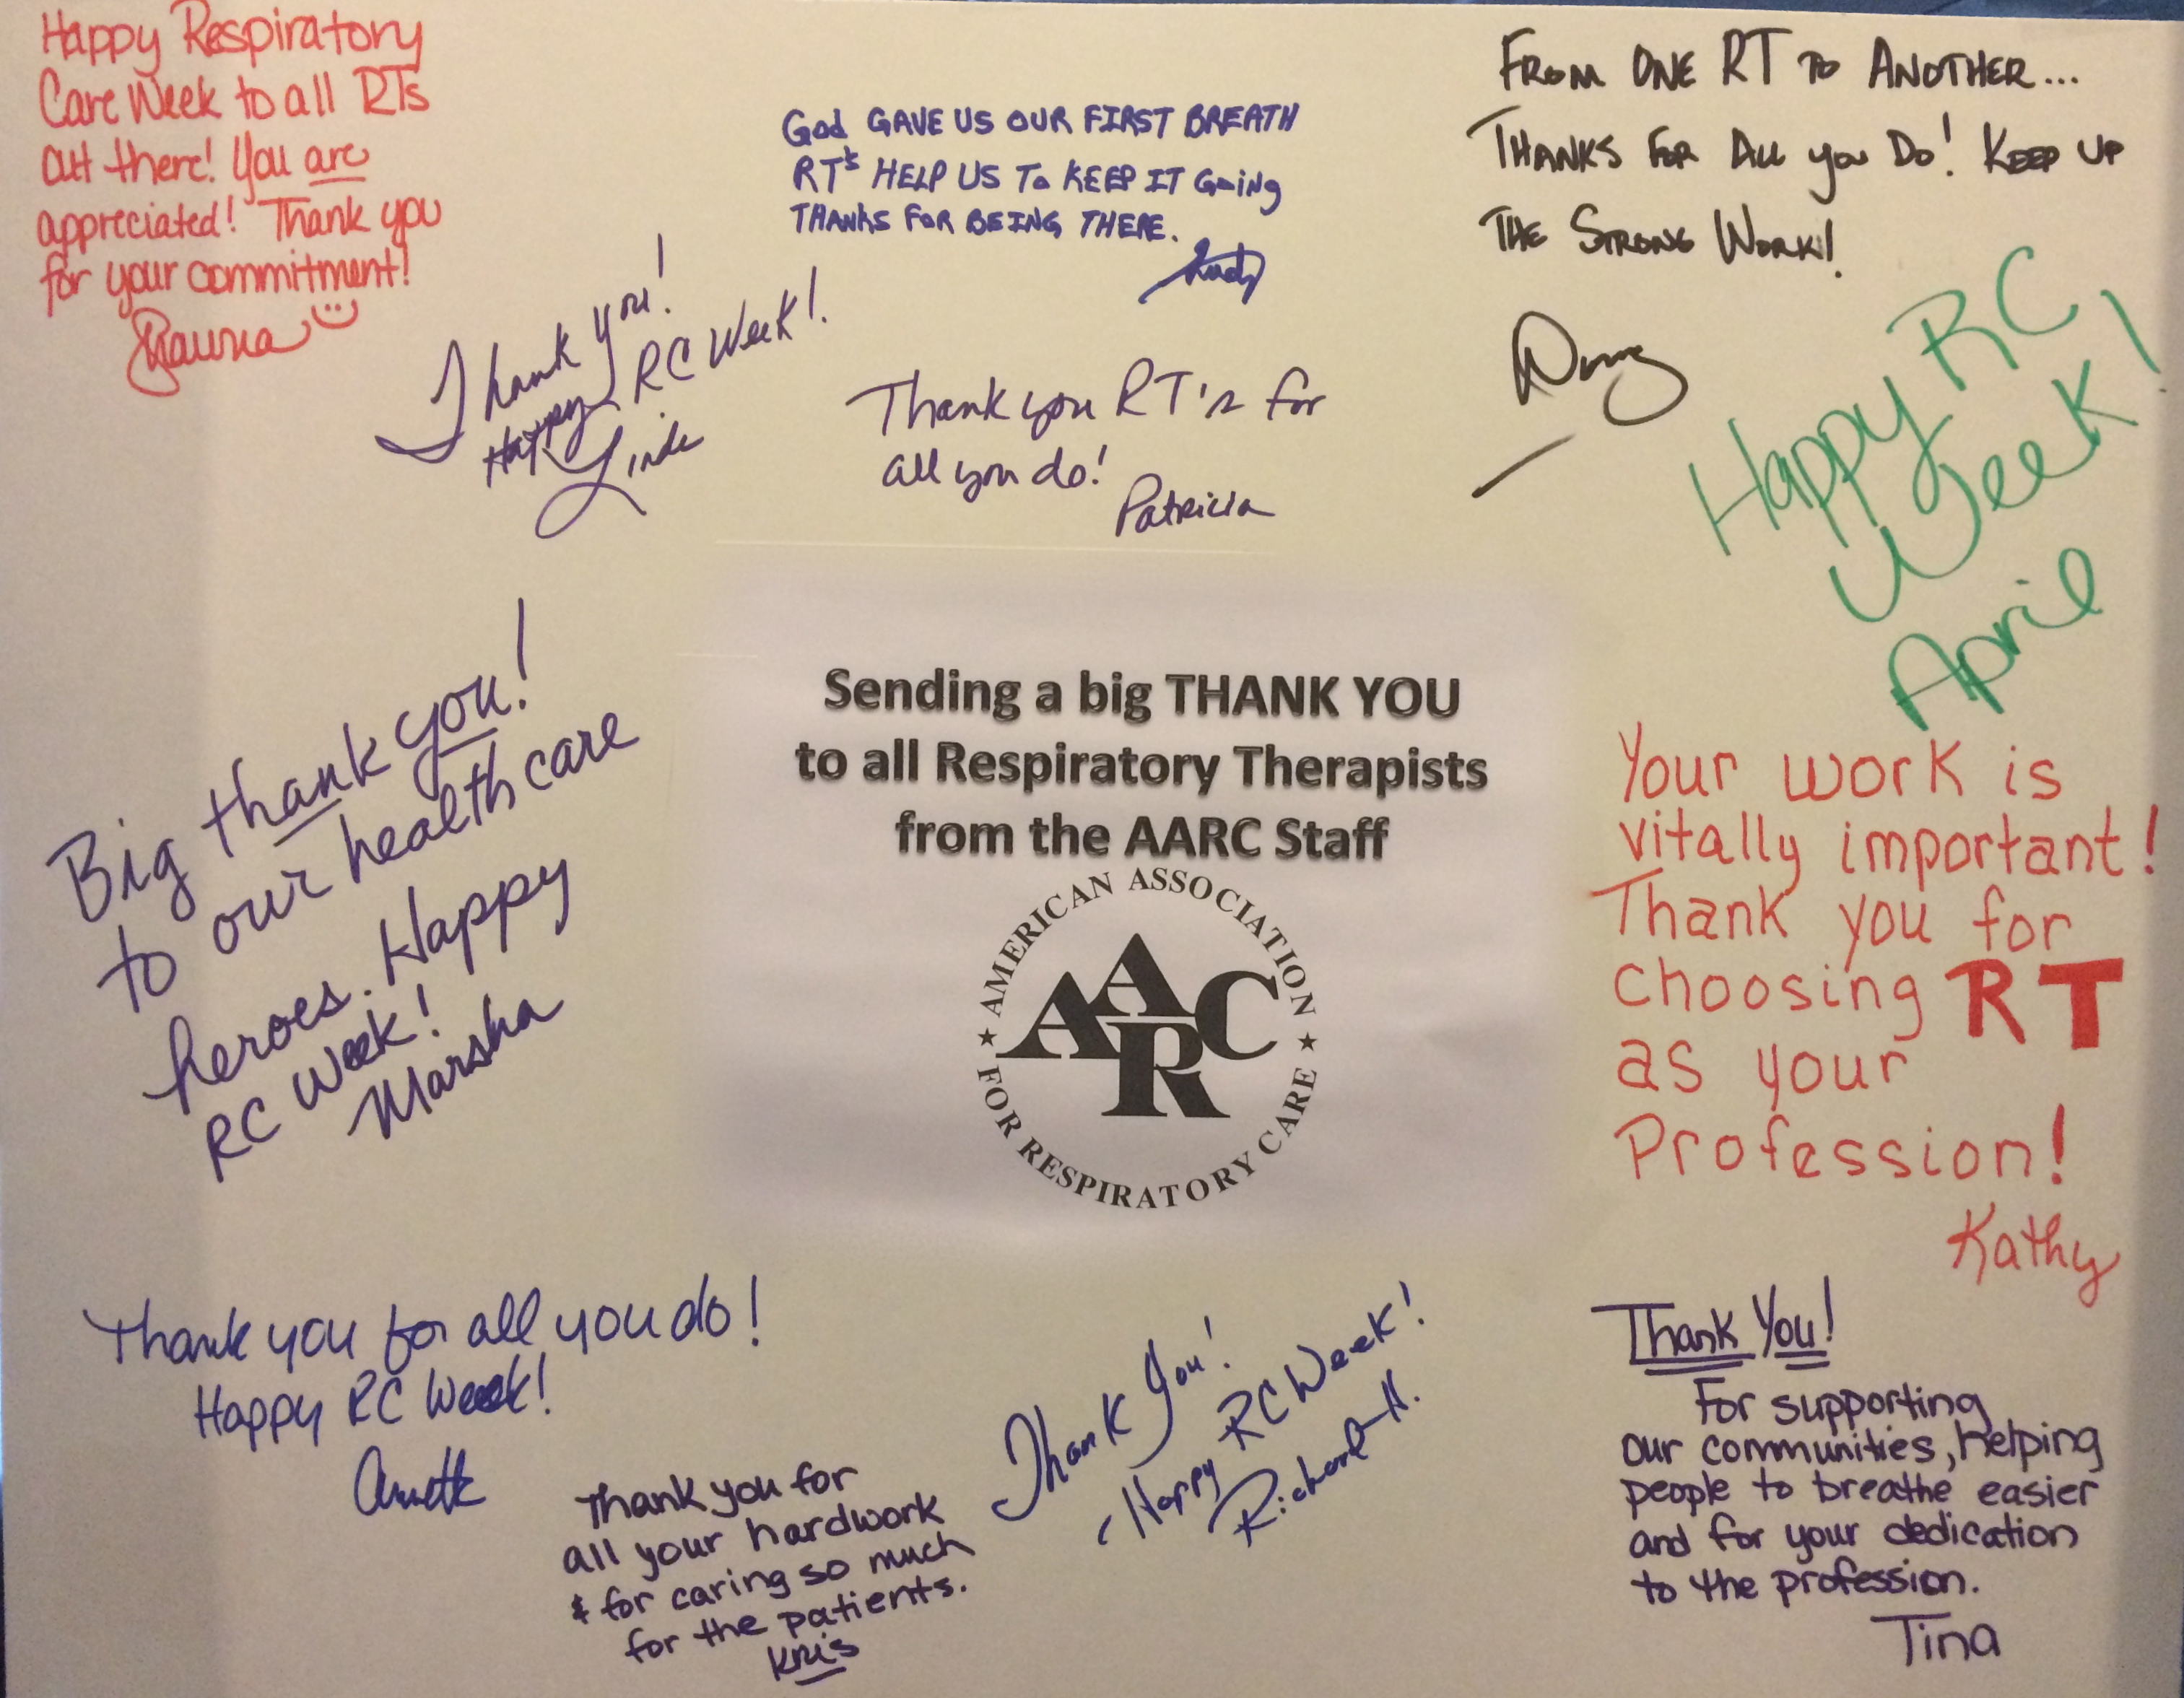 Happy Respiratory
Care Week to all RTs
out there! You are
appreciated! Thank you
for your commitment!
Thank you!
Happy RC Week!
Linda
God GAVE US OUR FIRST BREATH
RT's HELP US TO KEEP IT GOiNg
THANKS FOR BEING THERE.
Thank you RT's for
all you do!
Patricia
FROM ONE RT TO ANOTHER...
THANKS FOR ALL you DO! KEEP UP
THE STRONG WORK!
Doug
Happy RC
Week!
April
Big thank you!
to our health care
heroes. Happy
RC Week!
Marsha
Sending a big THANK YOU
to all Respiratory Therapists
from the AARC Staff
AMERICAN ASSOCIATION
AARC
FOR RESPIRATORY CARE
Your work is
vitally important!
Thank you for
choosing RT
as your
Profession!
Kathy
Thank you for all you do!
Happy RC Week!
Annette
Thank you for
all your hardwork
& for caring so much
for the patients.
Kris
Thank You!
Happy RC Week!
Richard H.
Thank You!
For supporting
our communities, helping
people to breathe easier
and for your dedication
to the profession.
Tina